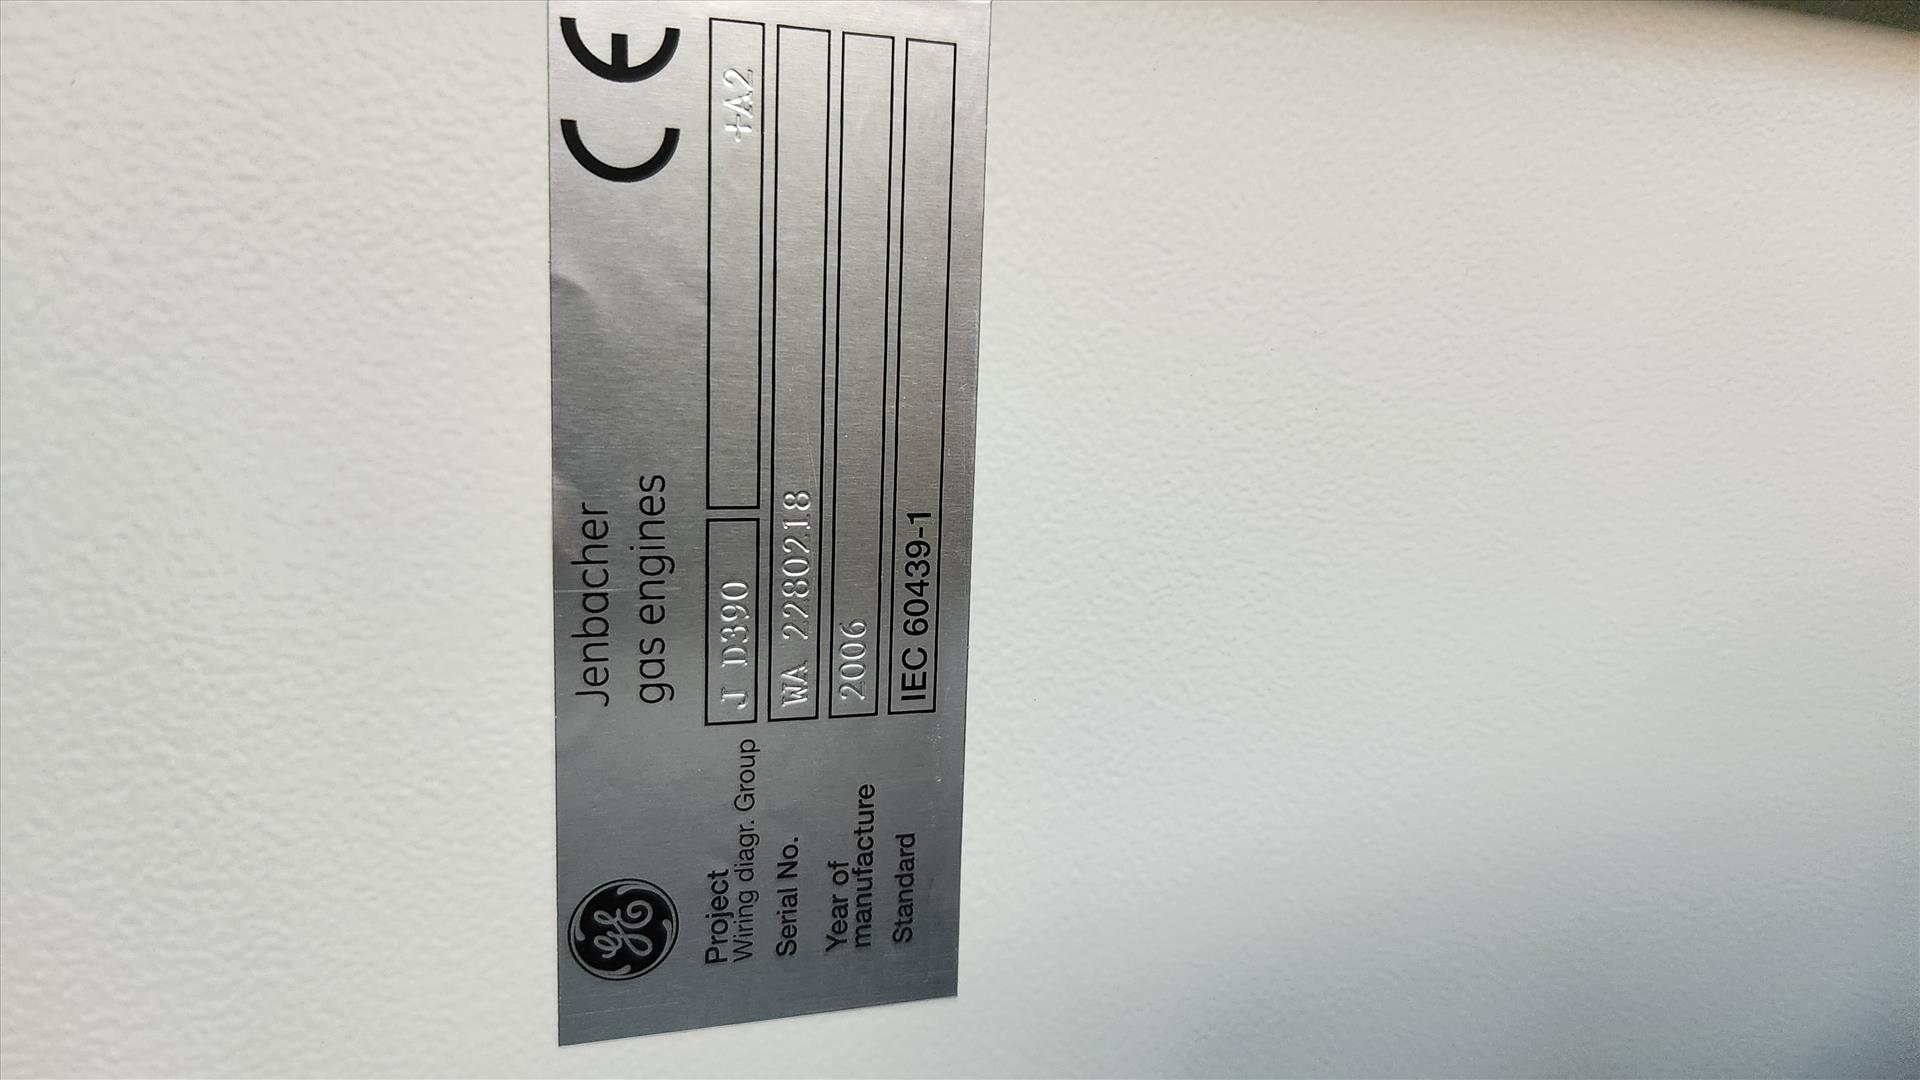 Jenbacher
gas engines
CE
Project
Wiring diagr. Group J D390 +A2
Serial No. WA 2280218
Year of
manufacture 2006
Standard IEC 60439-1